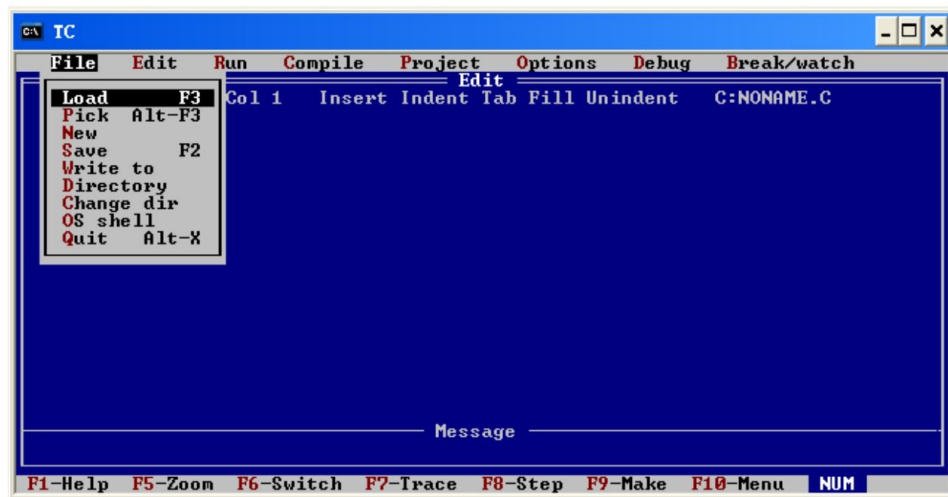 TC
File Edit Run Compile Project Options Debug Break/watch
Edit
Col 1 Insert Indent Tab Fill Unindent C:NONAME.C
Load F3
Pick Alt-F3
New
Save F2
Write to
Directory
Change dir
OS shell
Quit Alt-X
Message
F1-Help F5-Zoom F6-Switch F7-Trace F8-Step F9-Make F10-Menu NUM